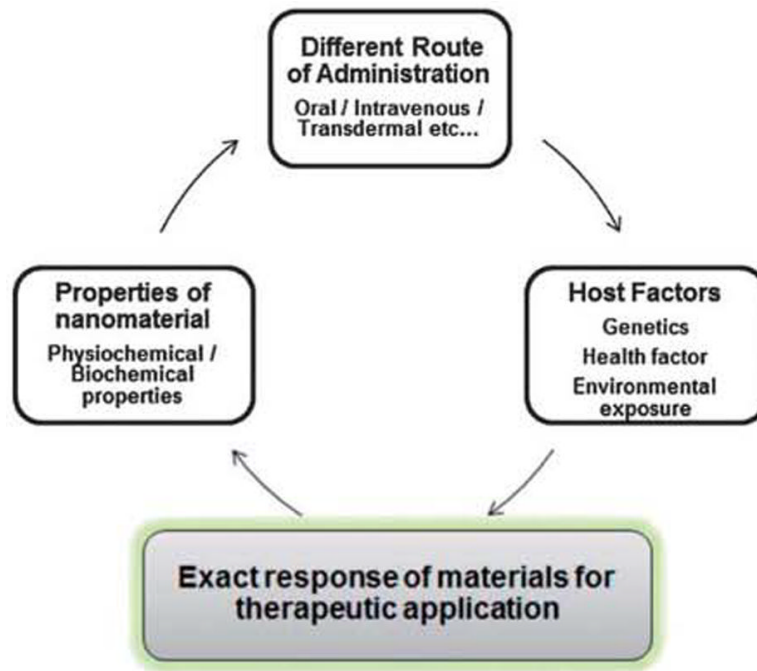 Different Route
of Administration
Oral / Intravenous /
Transdermal etc...
Properties of
nanomaterial
Physiochemical /
Biochemical
properties
Host Factors
Genetics
Health factor
Environmental
exposure
Exact response of materials for
therapeutic application